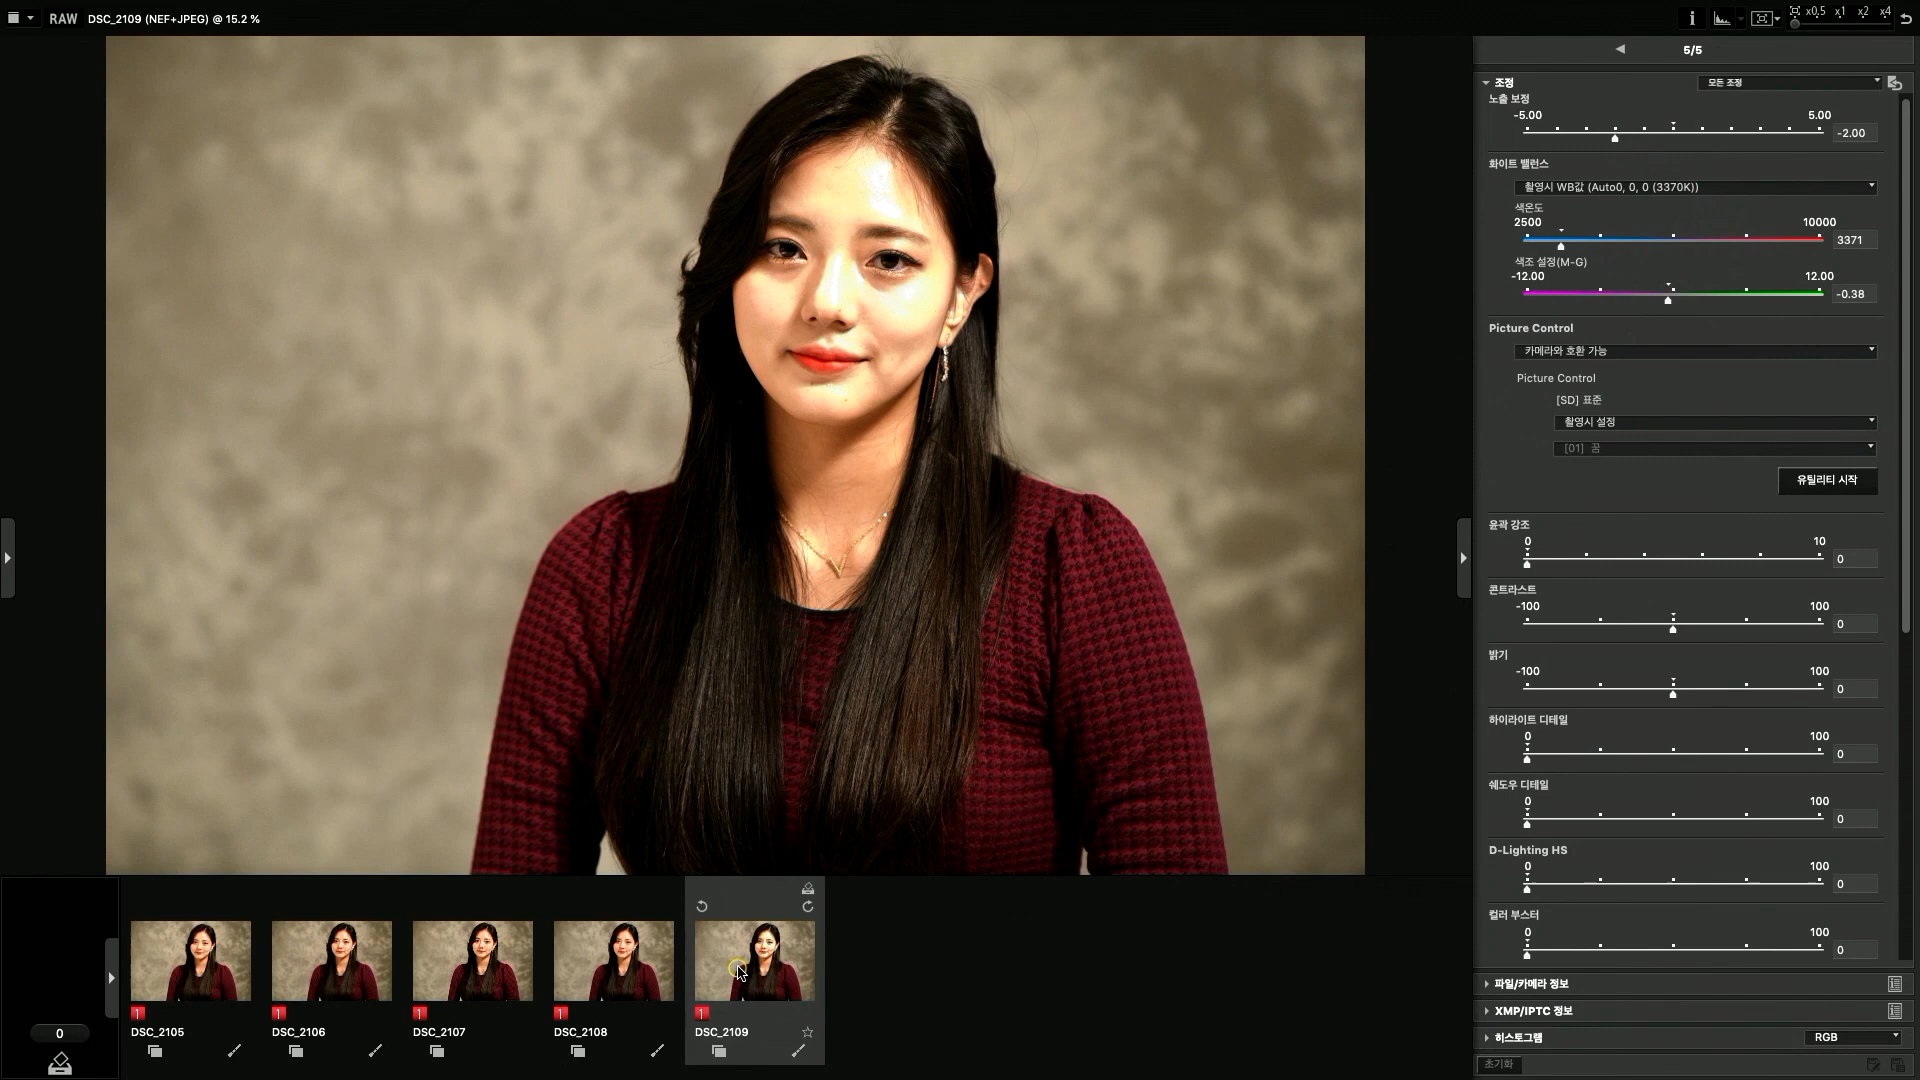 RAW DSC_2109 (NEF+JPEG) @ 15.2 %
x0.5 x1 x2 x4
5/5
조정 모든 조정
노출 보정
-5.00 5.00
-2.00
화이트 밸런스
촬영시 WB값 (Auto0, 0, 0 (3370K))
색온도
2500 10000
3371
색조 설정(M-G)
-12.00 12.00
-0.38
Picture Control
카메라와 호환 가능
Picture Control
[SD] 표준
촬영시 설정
[01] 꿈
유틸리티 시작
윤곽 강조
0 10
0
콘트라스트
-100 100
0
밝기
-100 100
0
하이라이트 디테일
0 100
0
쉐도우 디테일
0 100
0
D-Lighting HS
0 100
0
컬러 부스터
0 100
0
파일/카메라 정보
XMP/IPTC 정보
히스토그램 RGB
초기화
0
1 1 1 1 1
DSC_2105 DSC_2106 DSC_2107 DSC_2108 DSC_2109